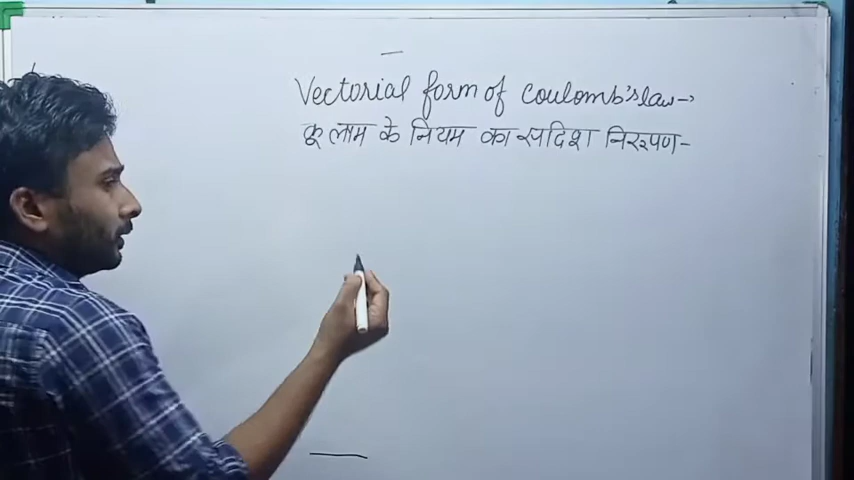 Vectorial form of Coulomb's law→
कूलाम के नियम का सदिश निरूपण-